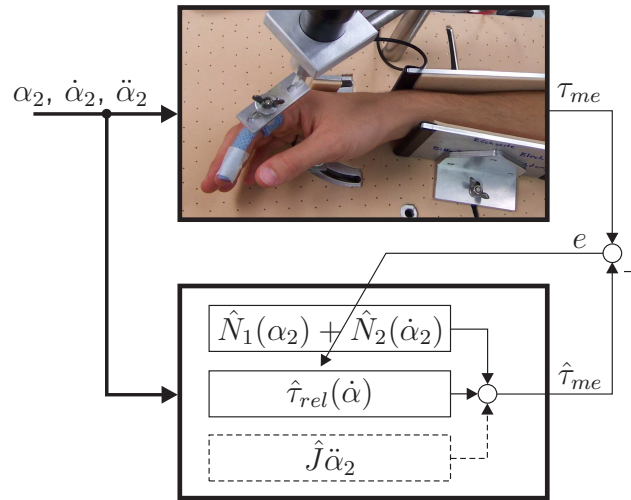 α₂, α̇₂, α̈₂
τ_me
e
−
N̂₁(α₂) + N̂₂(α̇₂)
τ̂_rel(α̇)
τ̂_me
Ĵα̈₂